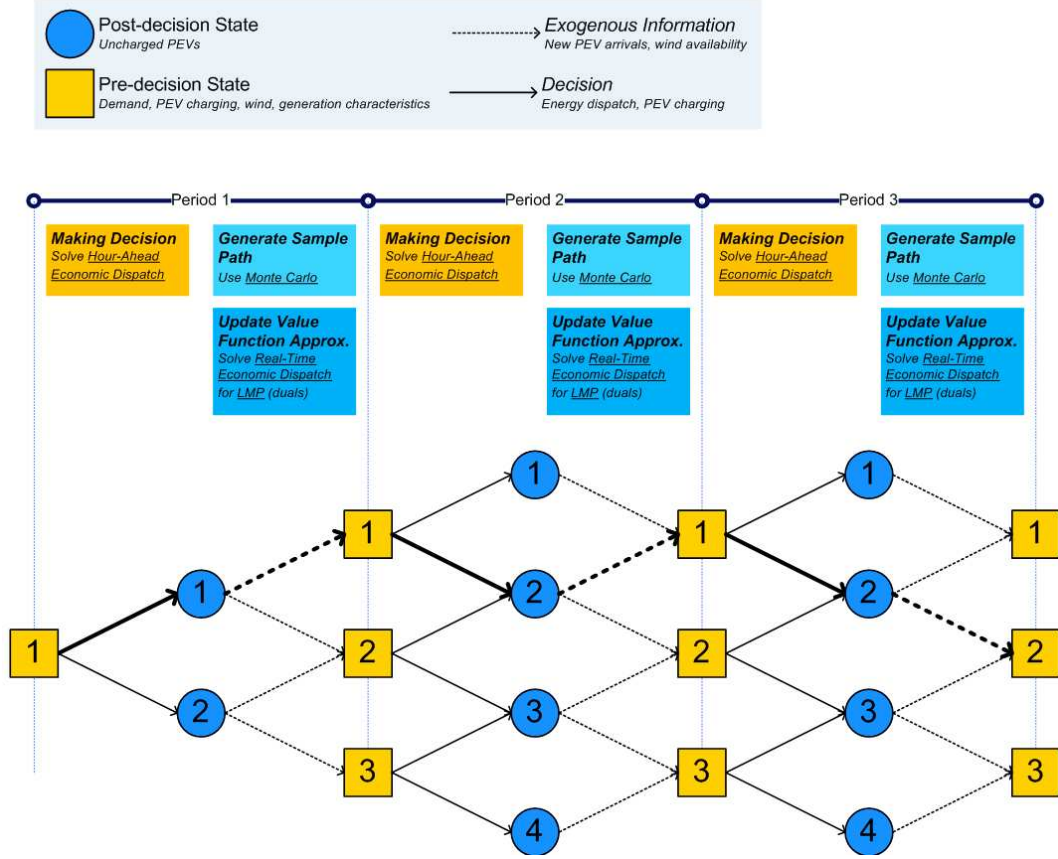 Post-decision State
Uncharged PEVs
Exogenous Information
New PEV arrivals, wind availability
Pre-decision State
Demand, PEV charging, wind, generation characteristics
Decision
Energy dispatch, PEV charging
Period 1
Period 2
Period 3
Making Decision
Solve Hour-Ahead
Economic Dispatch
Generate Sample
Path
Use Monte Carlo
Update Value
Function Approx.
Solve Real-Time
Economic Dispatch
for LMP (duals)
Making Decision
Solve Hour-Ahead
Economic Dispatch
Generate Sample
Path
Use Monte Carlo
Update Value
Function Approx.
Solve Real-Time
Economic Dispatch
for LMP (duals)
Making Decision
Solve Hour-Ahead
Economic Dispatch
Generate Sample
Path
Use Monte Carlo
Update Value
Function Approx.
Solve Real-Time
Economic Dispatch
for LMP (duals)
1
1
2
1
2
3
1
2
3
4
1
2
3
1
2
3
4
1
2
3